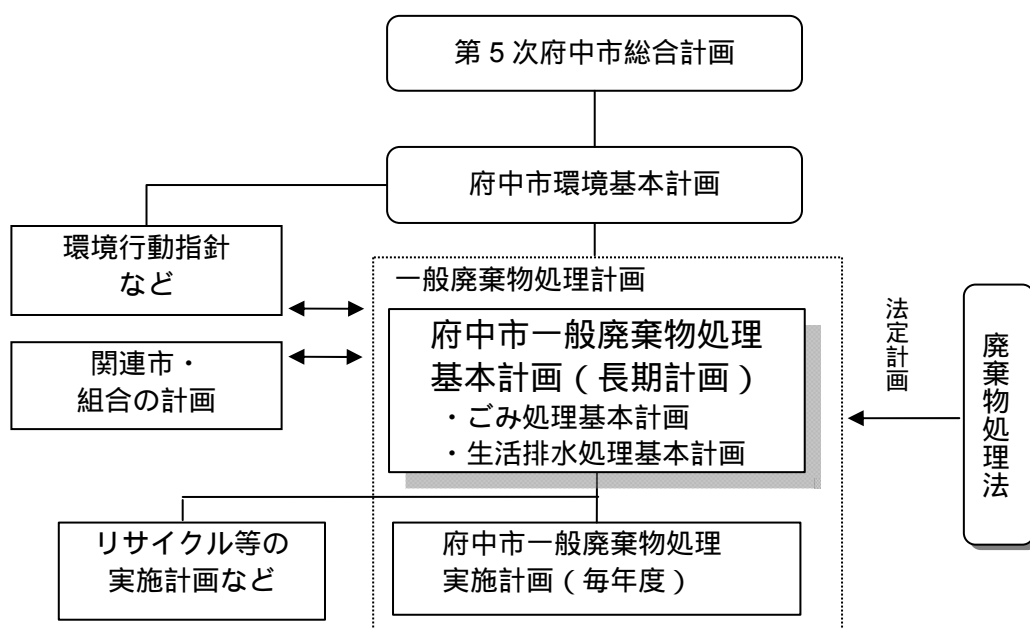 第5次府中市総合計画
府中市環境基本計画
環境行動指針
など
一般廃棄物処理計画
府中市一般廃棄物処理
基本計画（長期計画）
・ごみ処理基本計画
・生活排水処理基本計画
関連市・
組合の計画
法定計画
廃棄物処理法
リサイクル等の
実施計画など
府中市一般廃棄物処理
実施計画（毎年度）